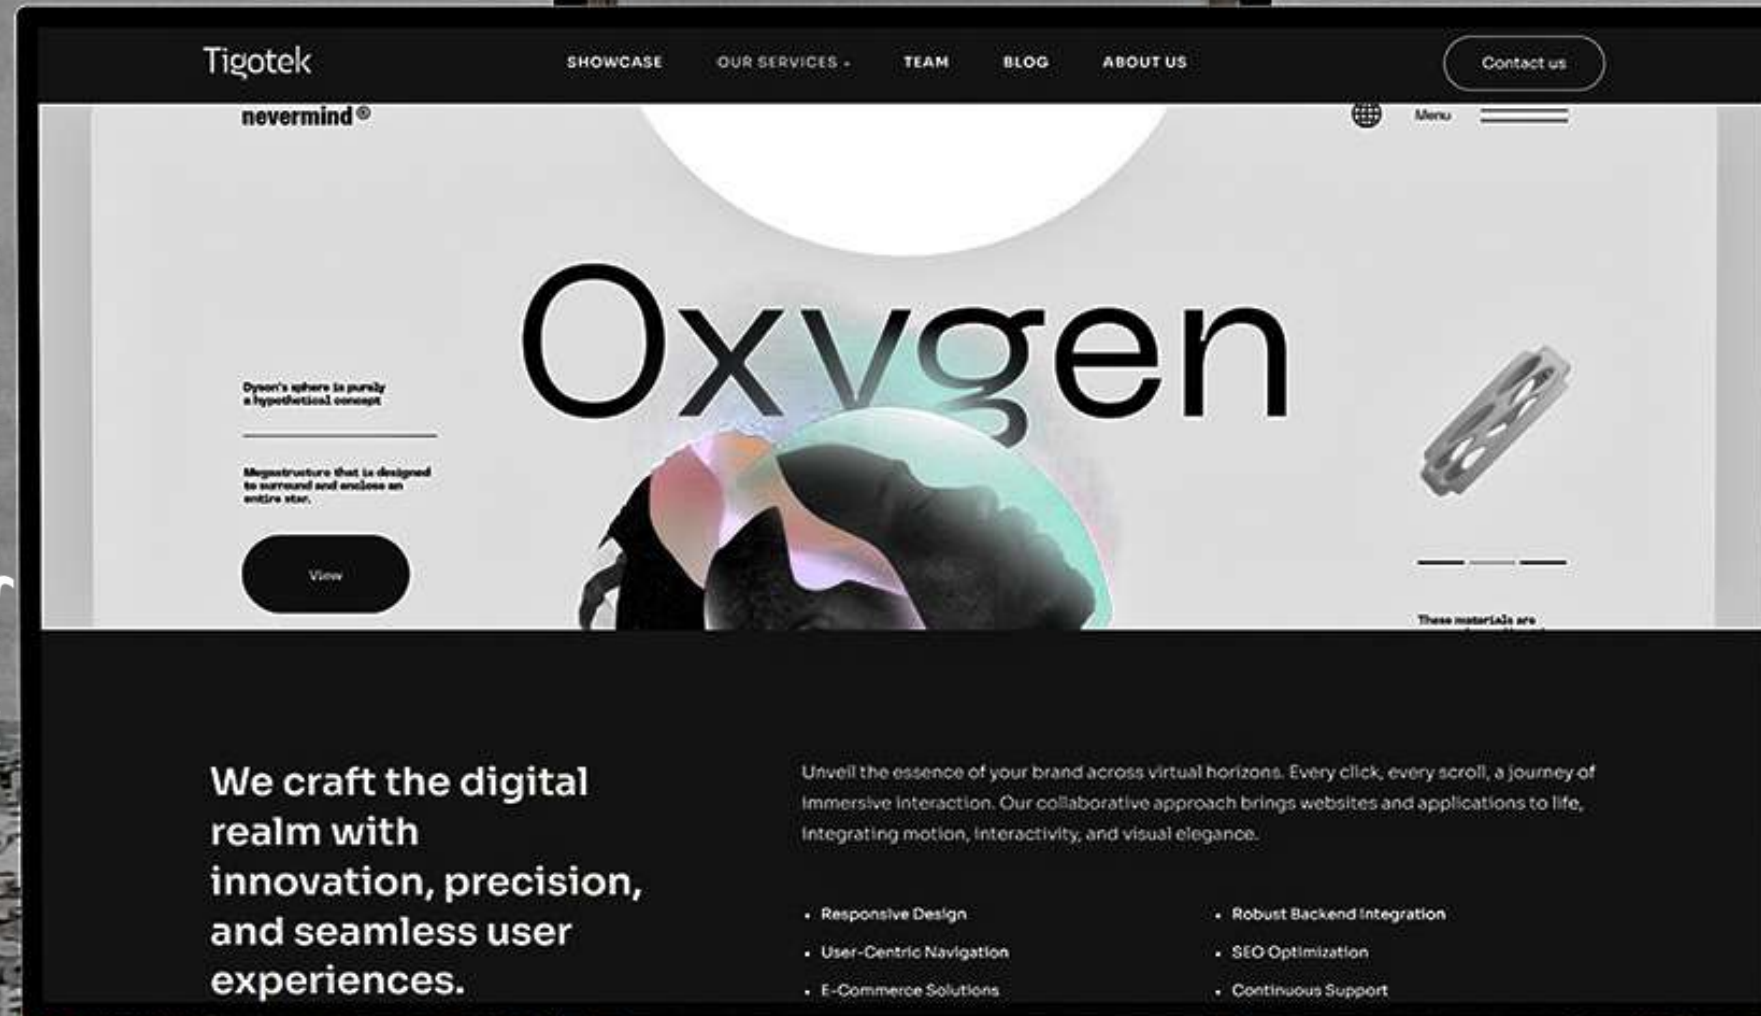 Tigotek
SHOWCASE
OUR SERVICES
TEAM
BLOG
ABOUT US
Contact us
nevermind®
Menu
Oxygen
Dyson's sphere is purely
a hypothetical concept
Megastructure that is designed
to surround and enclose an
entire star.
View
These materials are
We craft the digital
realm with
innovation, precision,
and seamless user
experiences.
Unveil the essence of your brand across virtual horizons. Every click, every scroll, a journey of
immersive interaction. Our collaborative approach brings websites and applications to life,
integrating motion, interactivity, and visual elegance.
• Responsive Design
• User-Centric Navigation
• E-Commerce Solutions
• Robust Backend Integration
• SEO Optimization
• Continuous Support